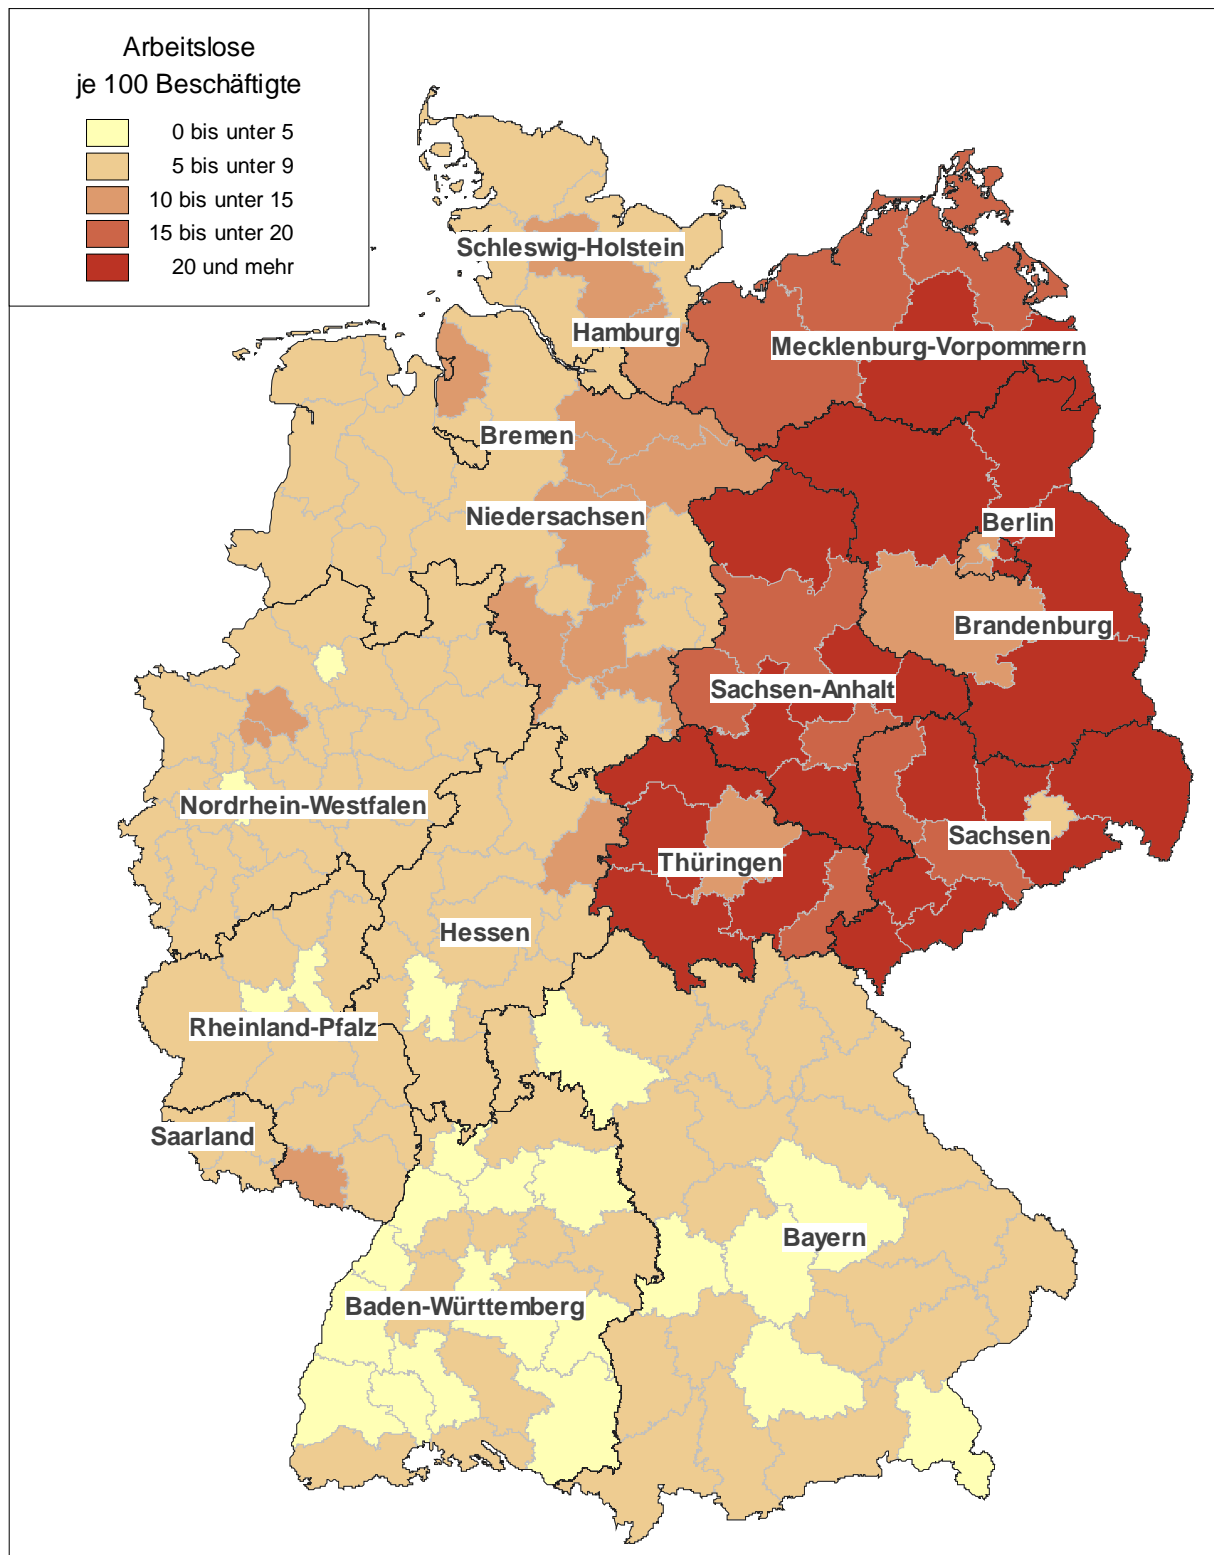 Arbeitslose
je 100 Beschäftigte
0 bis unter 5
5 bis unter 9
10 bis unter 15
15 bis unter 20
20 und mehr
Schleswig-Holstein
Hamburg
Mecklenburg-Vorpommern
Bremen
Niedersachsen
Berlin
Brandenburg
Sachsen-Anhalt
Nordrhein-Westfalen
Sachsen
Thüringen
Hessen
Rheinland-Pfalz
Saarland
Bayern
Baden-Württemberg